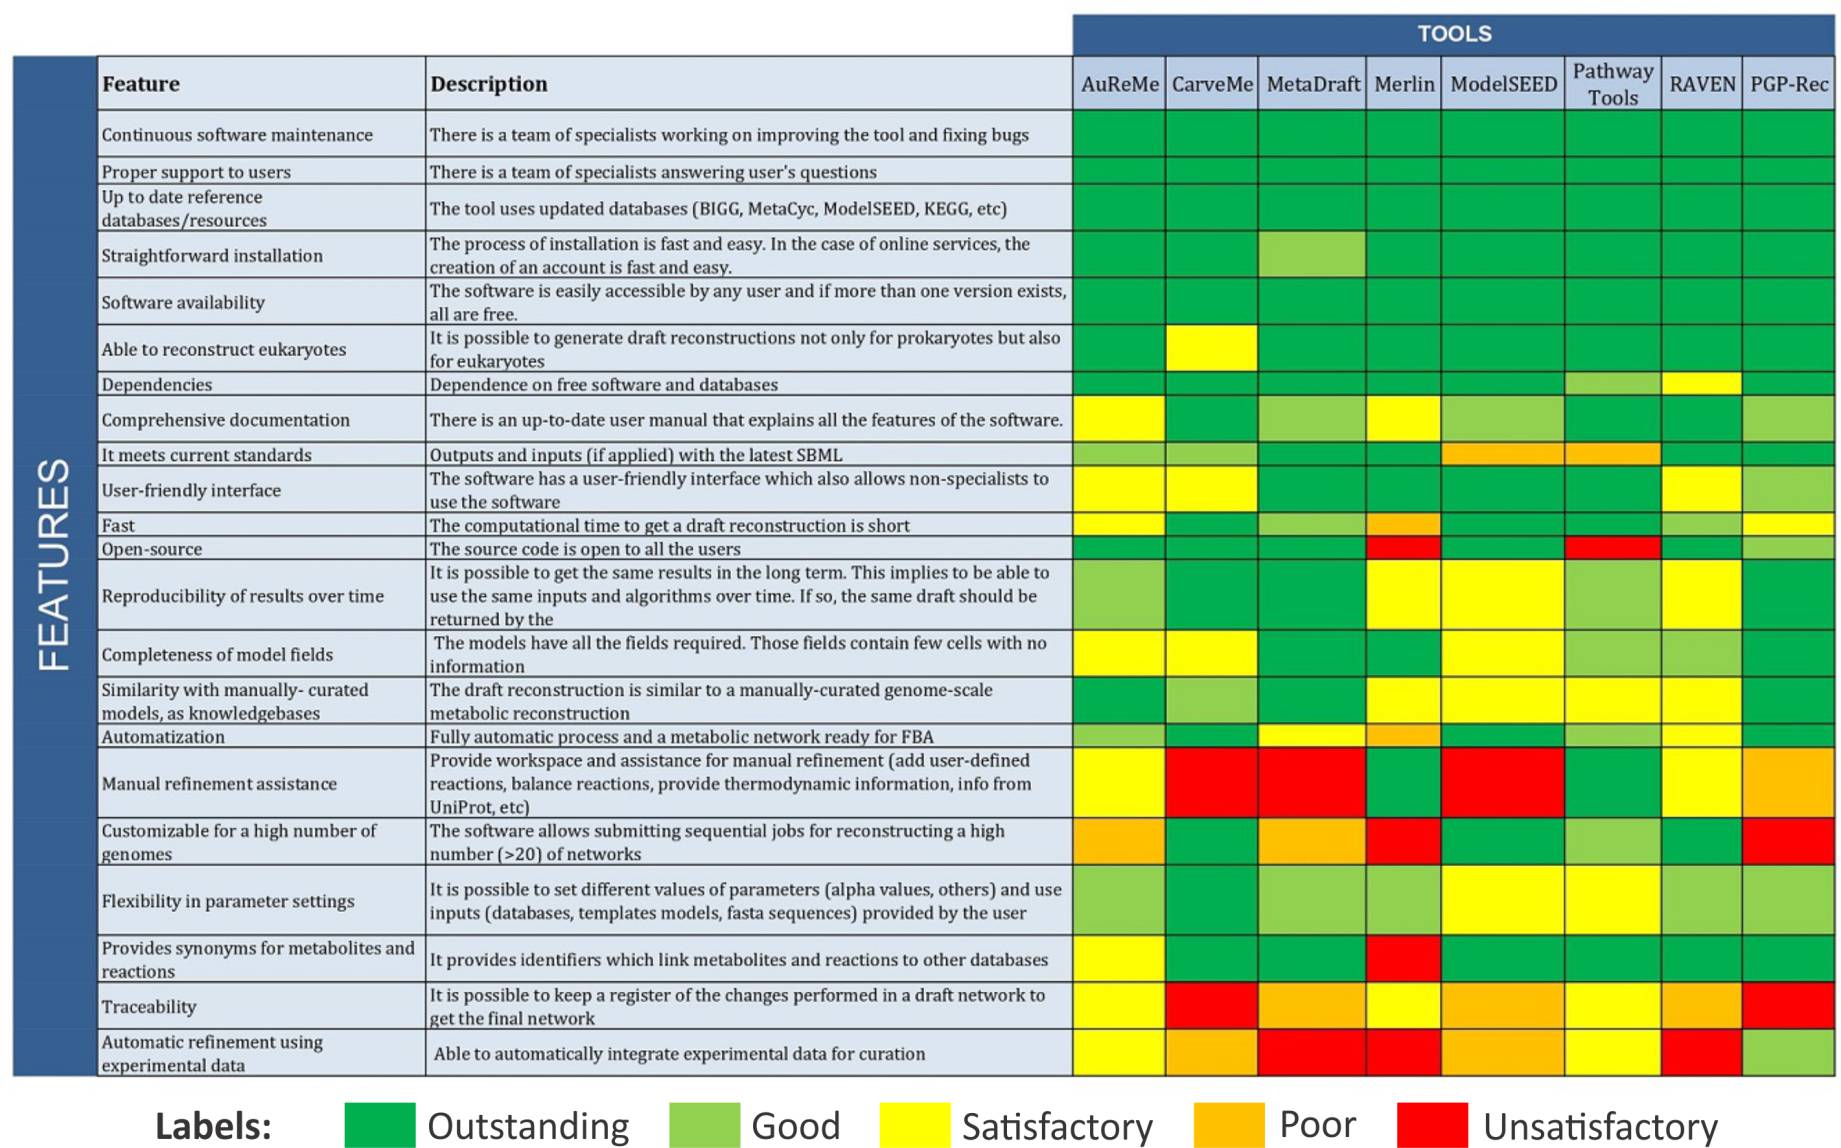 TOOLS
Feature Description AuReMe CarveMe MetaDraft Merlin ModelSEED Pathway Tools RAVEN PGP-Rec
FEATURES
Continuous software maintenance There is a team of specialists working on improving the tool and fixing bugs
Proper support to users There is a team of specialists answering user's questions
Up to date reference
databases/resources
The tool uses updated databases (BIGG, MetaCyc, ModelSEED, KEGG, etc)
Straightforward installation
The process of installation is fast and easy. In the case of online services, the
creation of an account is fast and easy.
Software availability
The software is easily accessible by any user and if more than one version exists,
all are free.
Able to reconstruct eukaryotes
It is possible to generate draft reconstructions not only for prokaryotes but also
for eukaryotes
Dependencies Dependence on free software and databases
Comprehensive documentation There is an up-to-date user manual that explains all the features of the software.
It meets current standards Outputs and inputs (if applied) with the latest SBML
User-friendly interface
The software has a user-friendly interface which also allows non-specialists to
use the software
Fast The computational time to get a draft reconstruction is short
Open-source The source code is open to all the users
Reproducibility of results over time
It is possible to get the same results in the long term. This implies to be able to
use the same inputs and algorithms over time. If so, the same draft should be
returned by the
Completeness of model fields
The models have all the fields required. Those fields contain few cells with no
information
Similarity with manually- curated
models, as knowledgebases
The draft reconstruction is similar to a manually-curated genome-scale
metabolic reconstruction
Automatization Fully automatic process and a metabolic network ready for FBA
Manual refinement assistance
Provide workspace and assistance for manual refinement (add user-defined
reactions, balance reactions, provide thermodynamic information, info from
UniProt, etc)
Customizable for a high number of
genomes
The software allows submitting sequential jobs for reconstructing a high
number (>20) of networks
Flexibility in parameter settings
It is possible to set different values of parameters (alpha values, others) and use
inputs (databases, templates models, fasta sequences) provided by the user
Provides synonyms for metabolites and
reactions
It provides identifiers which link metabolites and reactions to other databases
Traceability
It is possible to keep a register of the changes performed in a draft network to
get the final network
Automatic refinement using
experimental data
Able to automatically integrate experimental data for curation
Labels: Outstanding Good Satisfactory Poor Unsatisfactory